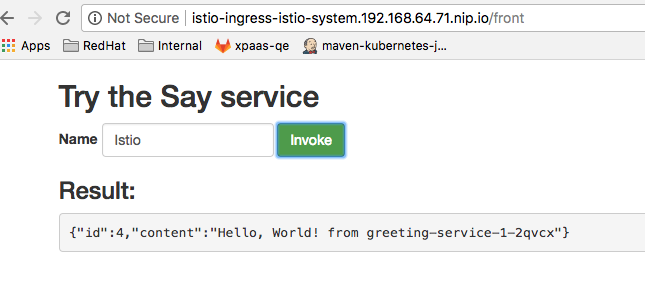 Not Secure | istio-ingress-istio-system.192.168.64.71.nip.io/front
Apps RedHat Internal xpaas-qe maven-kubernetes-j...
Try the Say service
Name Istio Invoke
Result:
{"id":4,"content":"Hello, World! from greeting-service-1-2qvcx"}